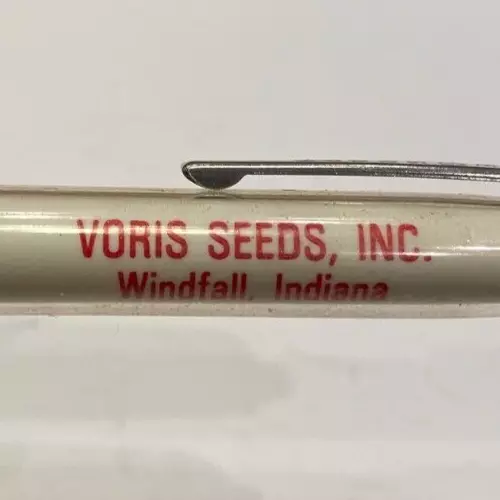 VORIS SEEDS, INC.
Windfall, Indiana